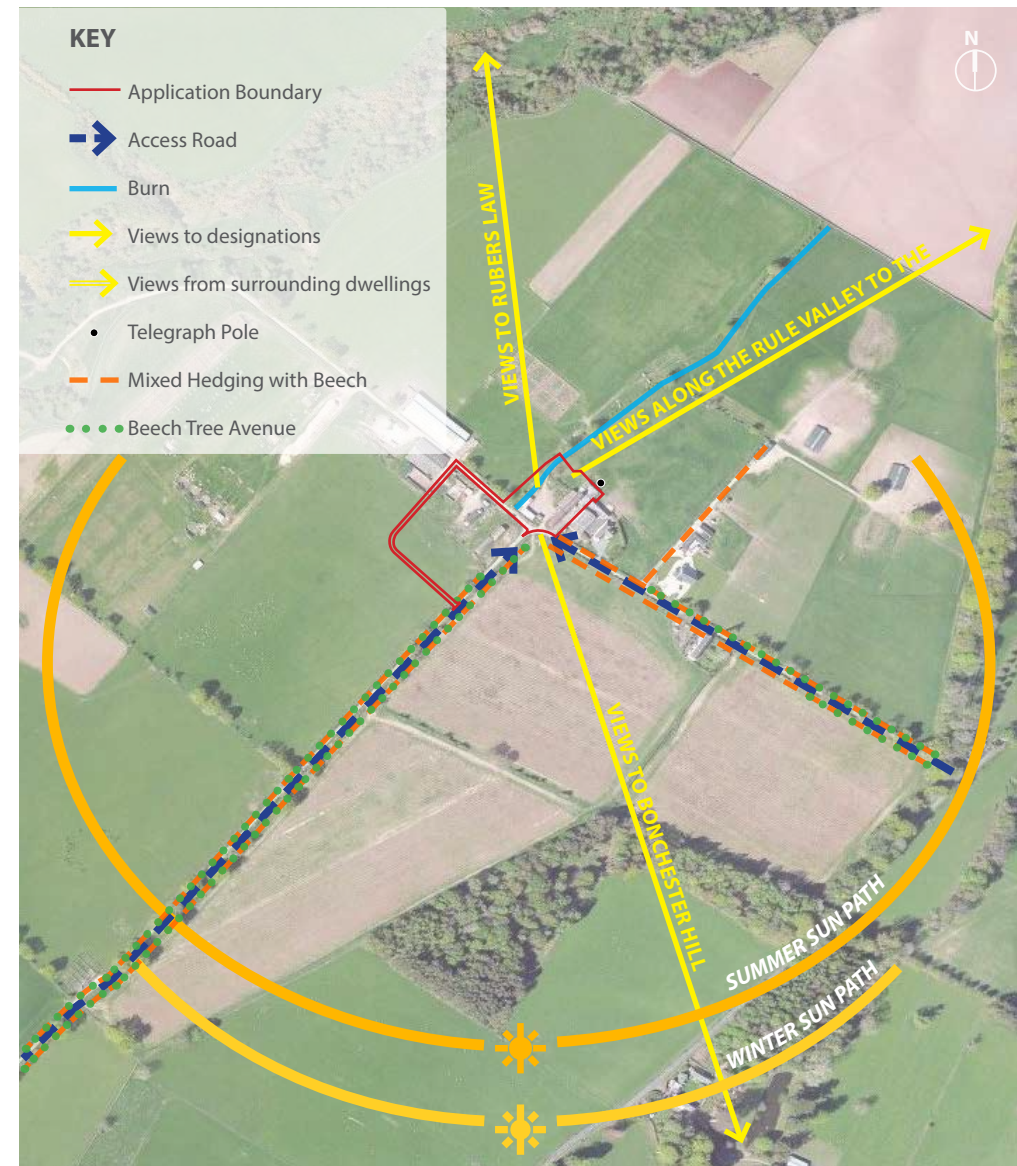 KEY
Application Boundary
Access Road
Burn
Views to designations
Views from surrounding dwellings
Telegraph Pole
Mixed Hedging with Beech
Beech Tree Avenue
N
VIEWS TO RUBERS LAW
VIEWS ALONG THE RULE VALLEY TO THE
VIEWS TO BONCHESTER HILL
SUMMER SUN PATH
WINTER SUN PATH